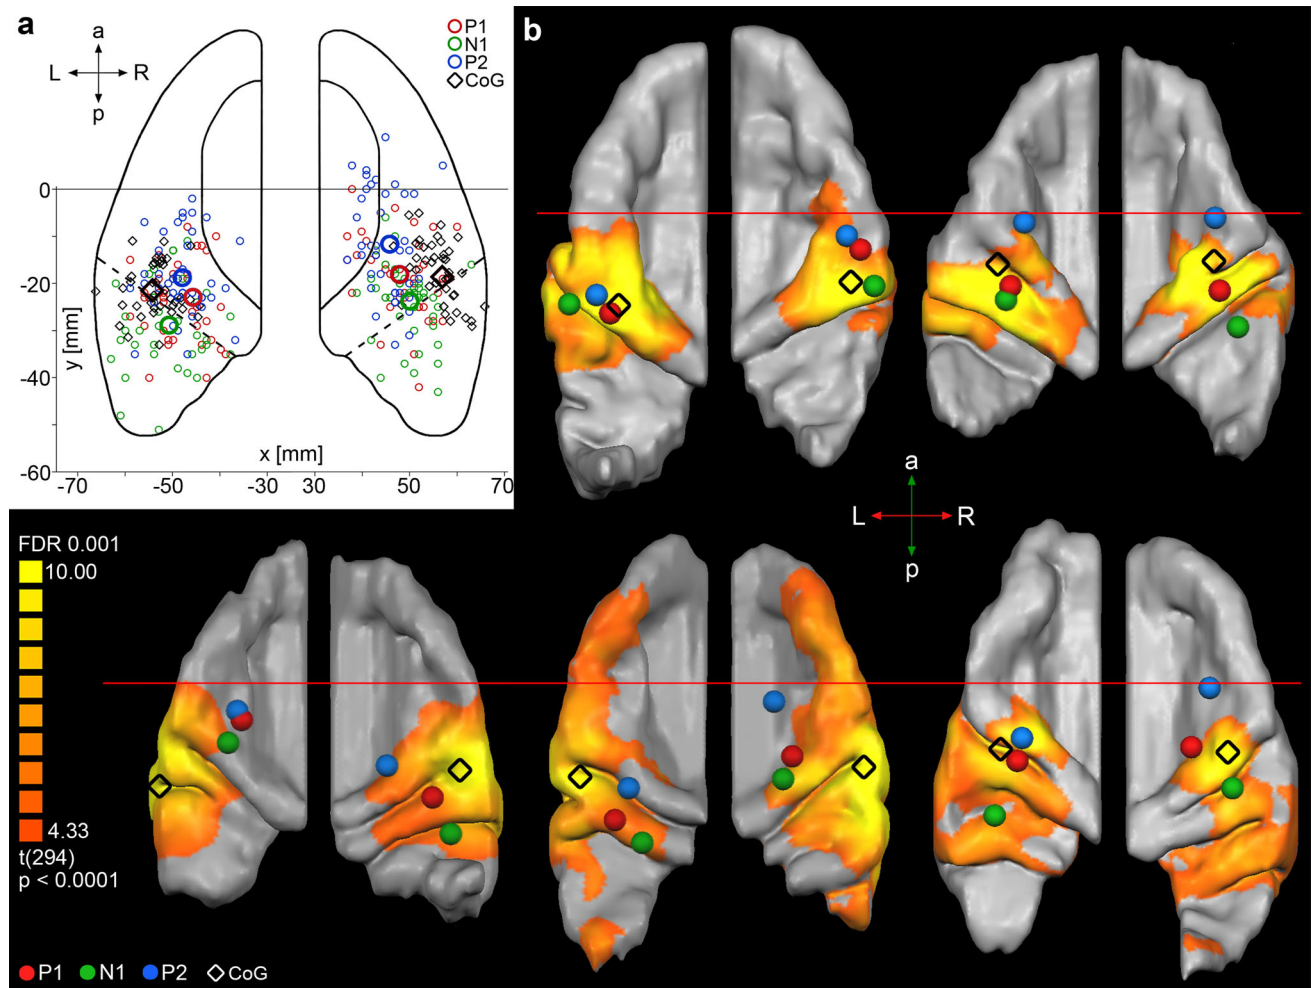 a
b
a
L R
p
P1
N1
P2
CoG
0
-20
-40
-60
y [mm]
x [mm]
-70 -50 -30 30 50 70
a
L R
p
FDR 0.001
10.00
4.33
t(294)
p < 0.0001
P1 N1 P2 CoG